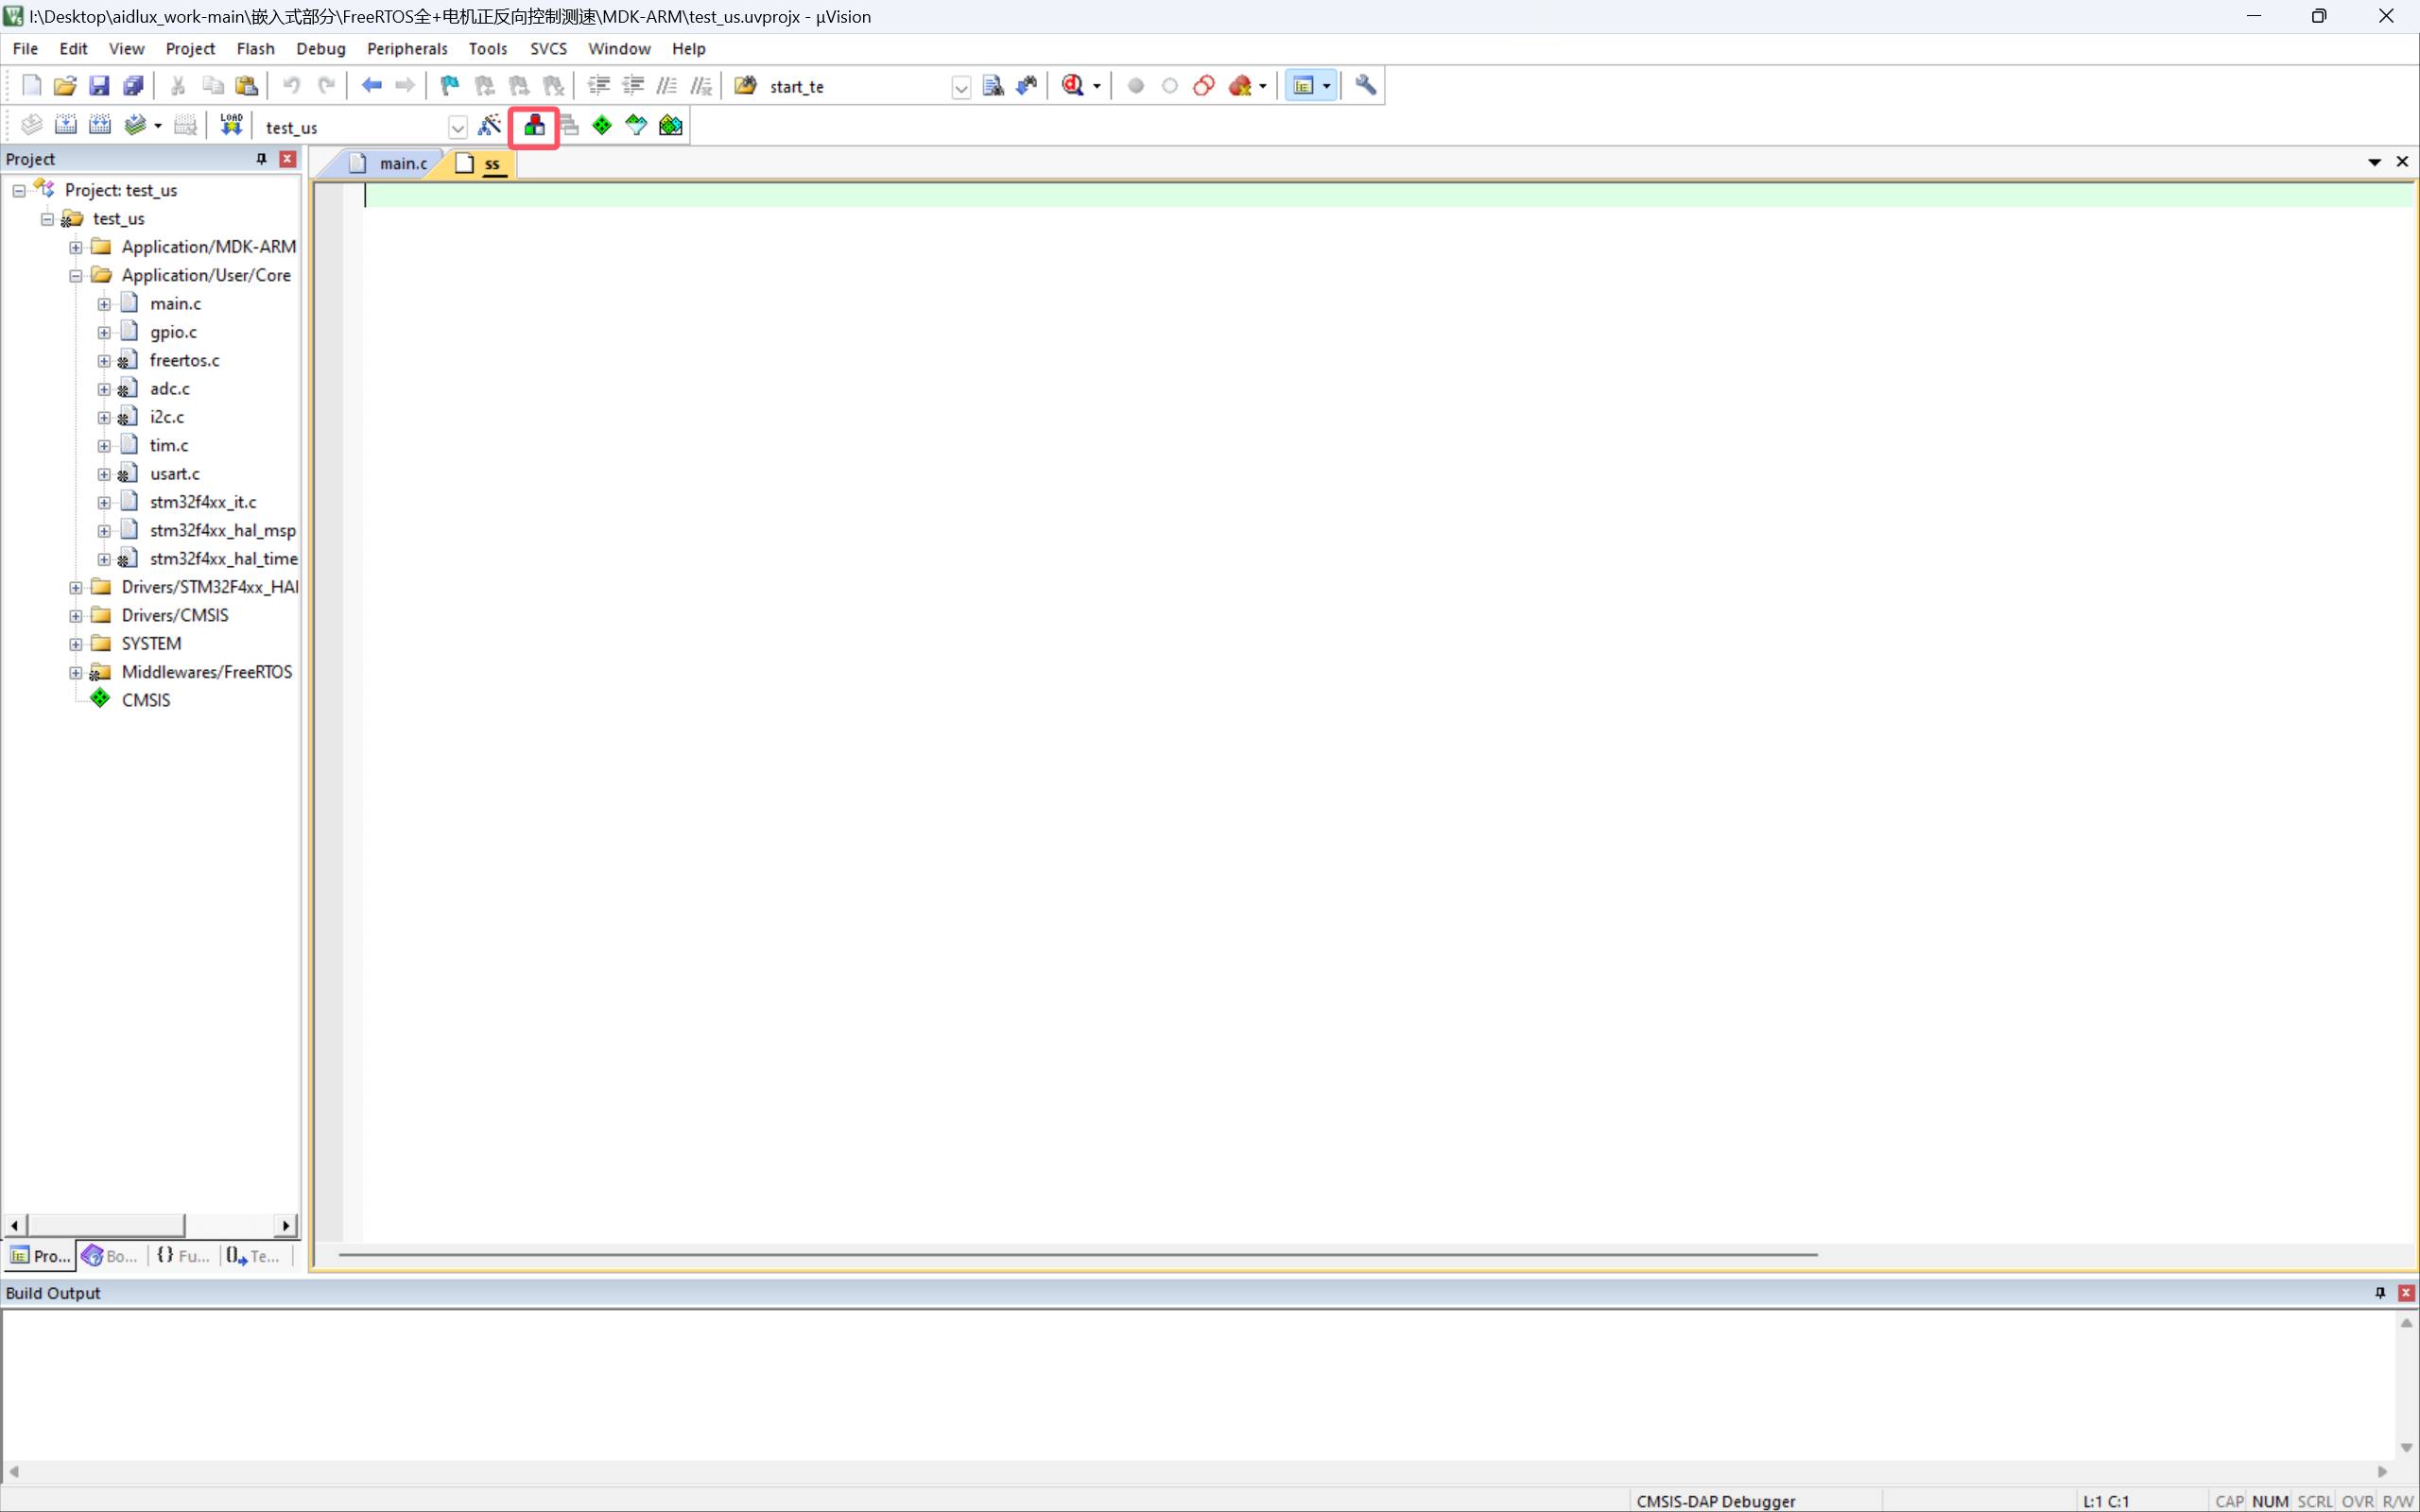 I:\Desktop\aidlux_work-main\嵌入式部分\FreeRTOS全+电机正反向控制测速\MDK-ARM\test_us.uvprojx - µVision
File Edit View Project Flash Debug Peripherals Tools SVCS Window Help
start_te
LOAD test_us
Project
main.c ss
Project: test_us
test_us
Application/MDK-ARM
Application/User/Core
main.c
gpio.c
freertos.c
adc.c
i2c.c
tim.c
usart.c
stm32f4xx_it.c
stm32f4xx_hal_msp
stm32f4xx_hal_time
Drivers/STM32F4xx_HAl
Drivers/CMSIS
SYSTEM
Middlewares/FreeRTOS
CMSIS
Pro... Bo... {} Fu... 0 Te...
Build Output
CMSIS-DAP Debugger L:1 C:1 CAP NUM SCRL OVR R/W